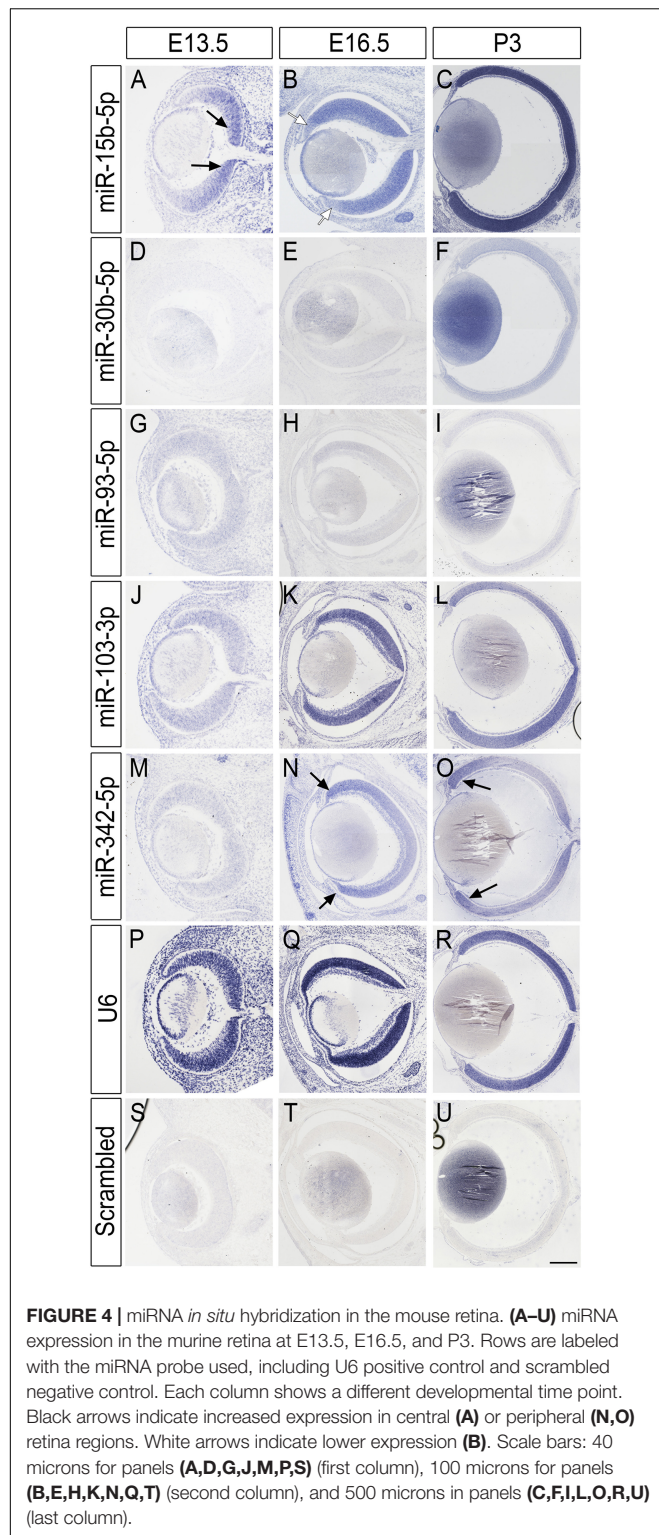 E13.5 E16.5 P3
miR-15b-5p
A B C
miR-30b-5p
D E F
miR-93-5p
G H I
miR-103-3p
J K L
miR-342-5p
M N O
U6
P Q R
Scrambled
S T U
FIGURE 4 | miRNA in situ hybridization in the mouse retina. (A–U) miRNA
expression in the murine retina at E13.5, E16.5, and P3. Rows are labeled
with the miRNA probe used, including U6 positive control and scrambled
negative control. Each column shows a different developmental time point.
Black arrows indicate increased expression in central (A) or peripheral (N,O)
retina regions. White arrows indicate lower expression (B). Scale bars: 40
microns for panels (A,D,G,J,M,P,S) (first column), 100 microns for panels
(B,E,H,K,N,Q,T) (second column), and 500 microns in panels (C,F,I,L,O,R,U)
(last column).